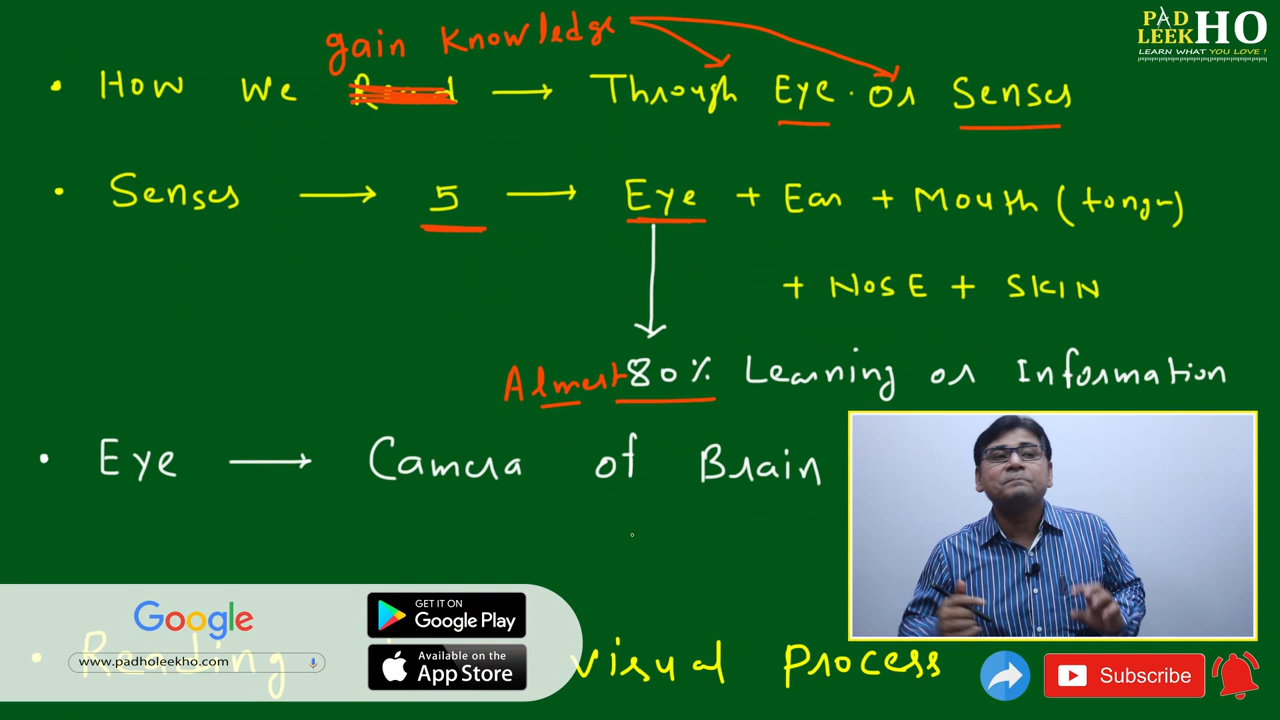 PAD
LEEKHO
LEARN WHAT YOU LOVE !
gain Knowledge
• How we → Through Eye. Or Senses
• Senses → 5 → Eye + Ear + Mouth (tongue)
+ NOSE + SKIN
Almost 80% Learning or Information
• Eye → Camera of Brain
Google
www.padholeekho.com
GET IT ON
Google Play
Available on the
App Store
• Reading visual Process
Subscribe